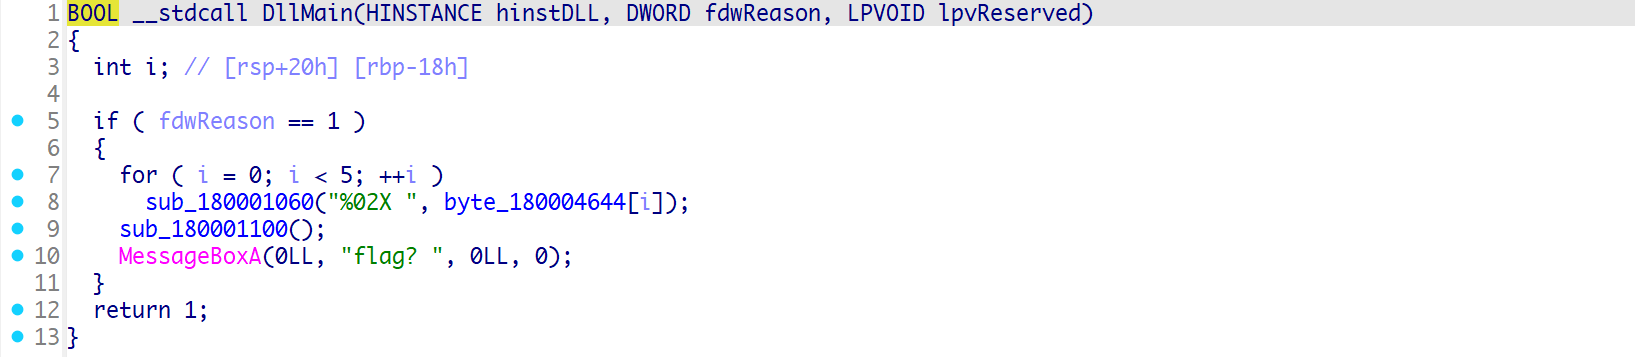 1 BOOL __stdcall DllMain(HINSTANCE hinstDLL, DWORD fdwReason, LPVOID lpvReserved)
2 {
3   int i; // [rsp+20h] [rbp-18h]
4
5   if ( fdwReason == 1 )
6   {
7     for ( i = 0; i < 5; ++i )
8       sub_180001060("%02X ", byte_180004644[i]);
9     sub_180001100();
10     MessageBoxA(0LL, "flag? ", 0LL, 0);
11   }
12   return 1;
13 }